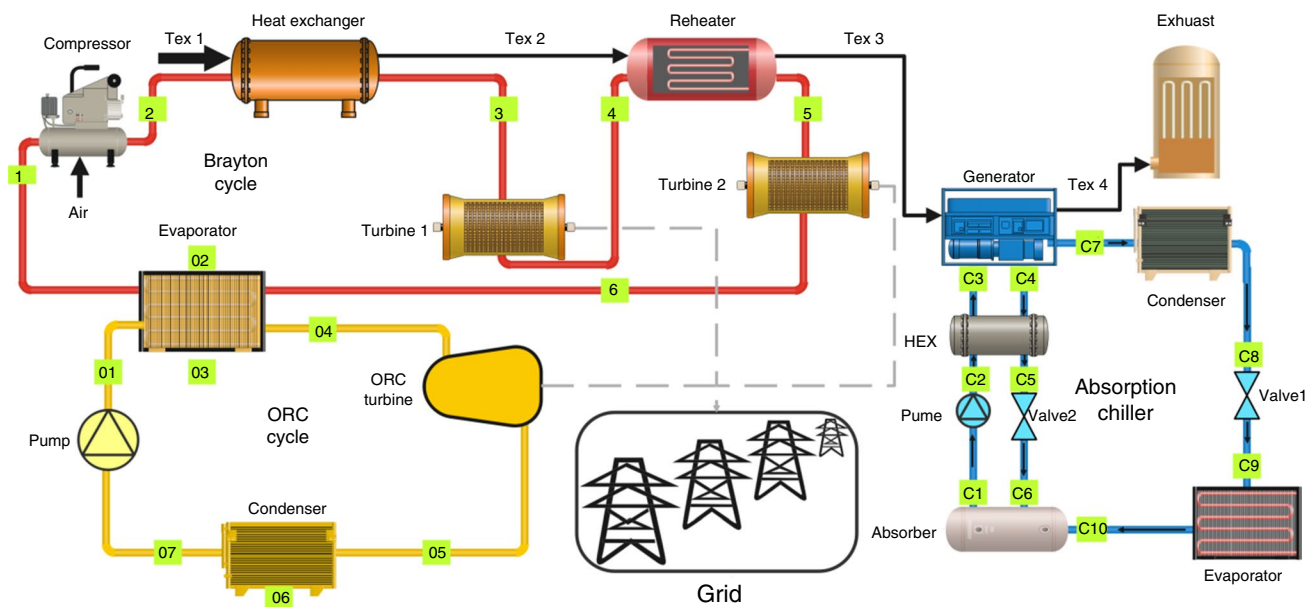 Heat exchanger
Reheater
Exhuast
Compressor
Tex 1
Tex 2
Tex 3
2
3
4
5
1
Brayton
cycle
Air
Turbine 1
Turbine 2
Generator
Tex 4
Evaporator
02
6
C7
C3
C4
Condenser
04
HEX
01
03
ORC
turbine
C8
C2
C5
Absorption
chiller
Valve1
Pume
Valve2
ORC
cycle
Pump
C9
C1
C6
Condenser
Absorber
C10
07
05
Evaporator
06
Grid